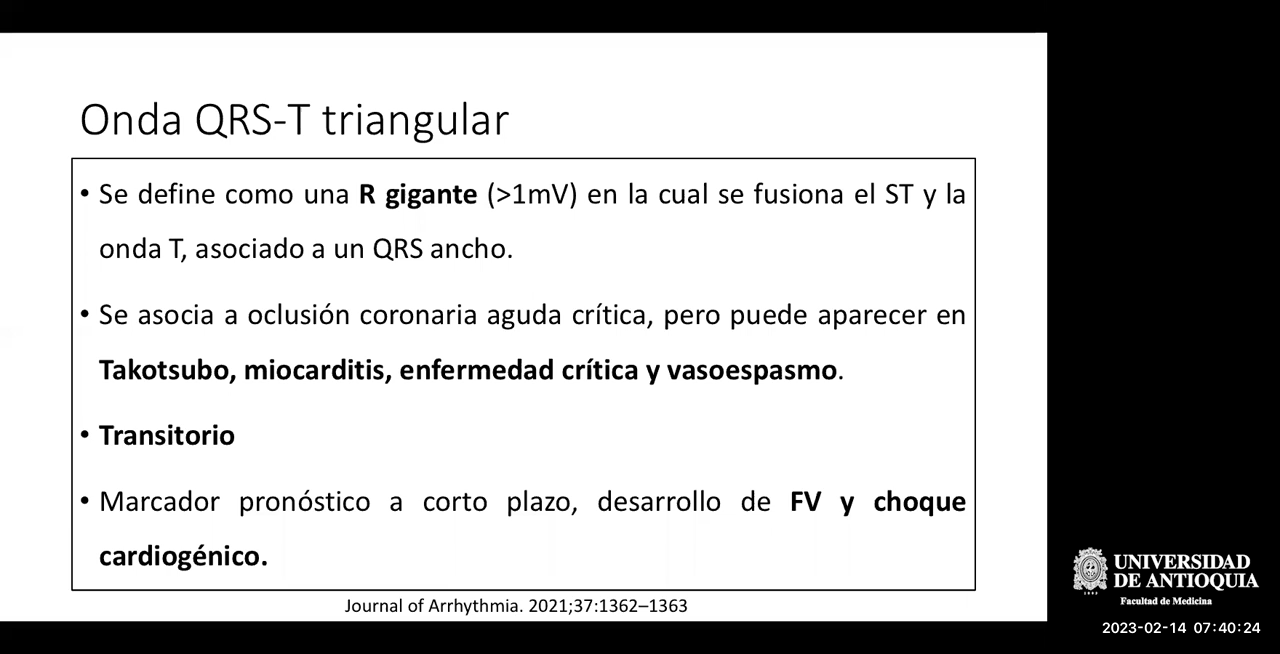 Onda QRS-T triangular
• Se define como una R gigante (>1mV) en la cual se fusiona el ST y la
onda T, asociado a un QRS ancho.
• Se asocia a oclusión coronaria aguda crítica, pero puede aparecer en
Takotsubo, miocarditis, enfermedad crítica y vasoespasmo.
• Transitorio
• Marcador pronóstico a corto plazo, desarrollo de FV y choque
cardiogénico.
Journal of Arrhythmia. 2021;37:1362–1363
UNIVERSIDAD
DE ANTIOQUIA
Facultad de Medicina
2023-02-14 07:40:24